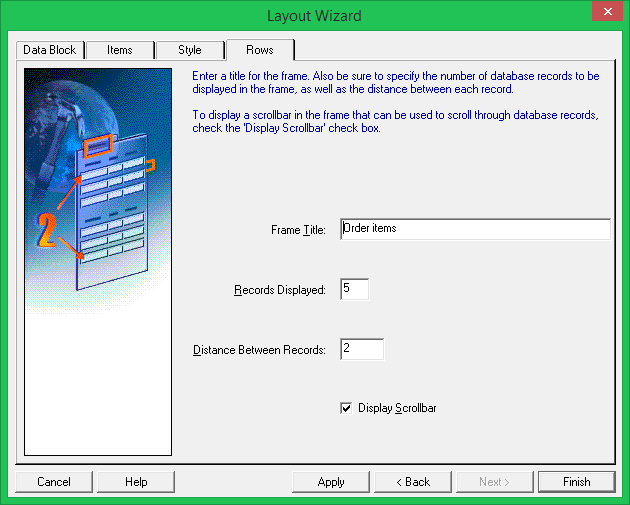 Layout Wizard
Data Block
Items
Style
Rows
Enter a title for the frame. Also be sure to specify the number of database records to be
displayed in the frame, as well as the distance between each record.
To display a scrollbar in the frame that can be used to scroll through database records,
check the 'Display Scrollbar' check box.
2
Frame Title:
Order items
Records Displayed:
5
Distance Between Records:
2
Display Scrollbar
Cancel
Help
Apply
< Back
Next >
Finish